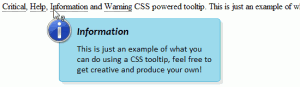 Critical, Help, Information and Warning CSS powered tooltip. This is just an example of w
Information
This is just an example of what you
can do using a CSS tooltip, feel free to
get creative and produce your own!